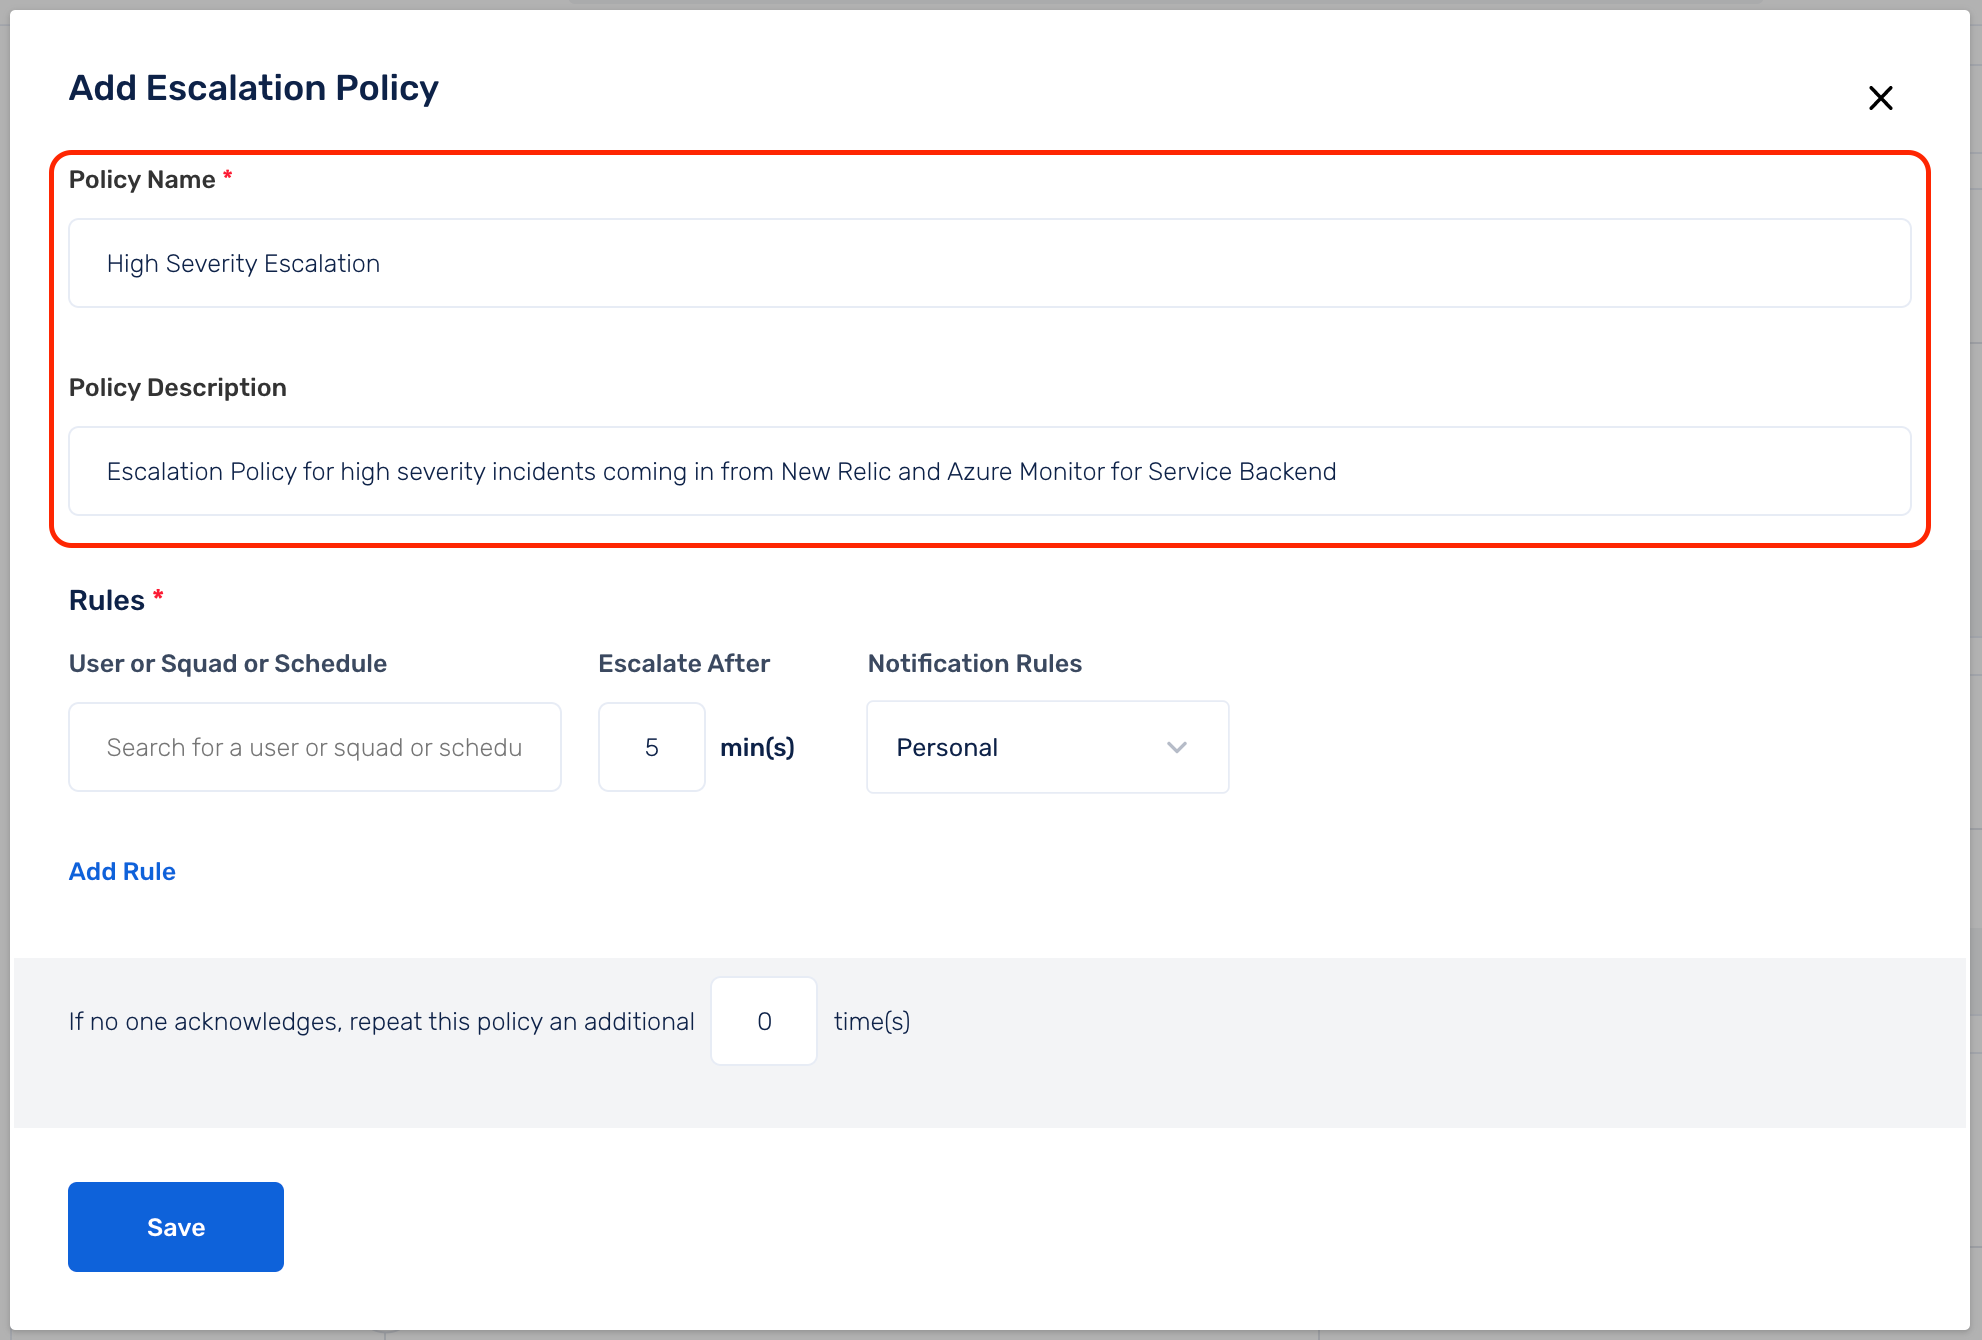 Add Escalation Policy
Policy Name *
High Severity Escalation
Policy Description
Escalation Policy for high severity incidents coming in from New Relic and Azure Monitor for Service Backend
Rules *
User or Squad or Schedule Escalate After Notification Rules
Search for a user or squad or schedu 5 min(s) Personal
Add Rule
If no one acknowledges, repeat this policy an additional 0 time(s)
Save